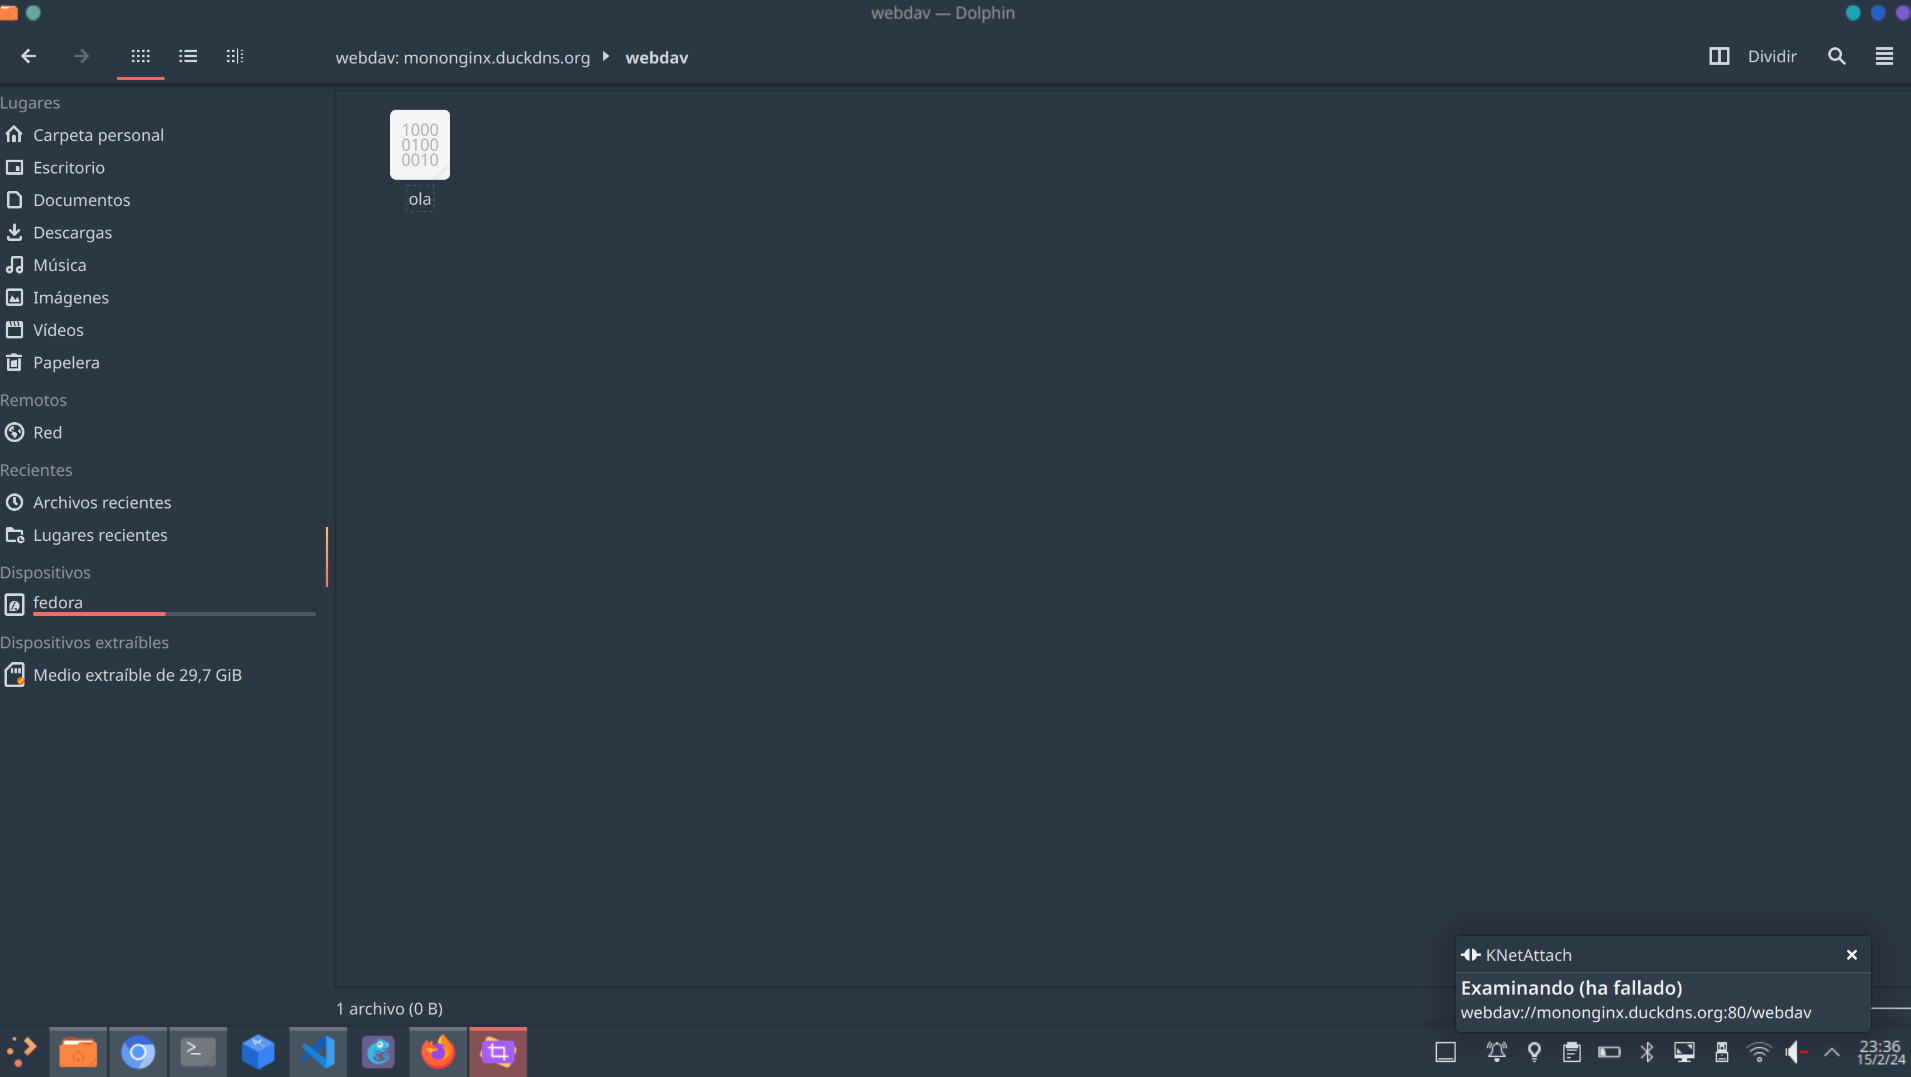 webdav — Dolphin
webdav: mononginx.duckdns.org webdav
Dividir
Lugares
Carpeta personal
Escritorio
Documentos
Descargas
Música
Imágenes
Vídeos
Papelera
Remotos
Red
Recientes
Archivos recientes
Lugares recientes
Dispositivos
fedora
Dispositivos extraíbles
Medio extraíble de 29,7 GiB
1000
0100
0010
ola
1 archivo (0 B)
KNetAttach
Examinando (ha fallado)
webdav://mononginx.duckdns.org:80/webdav
23:36
15/2/24